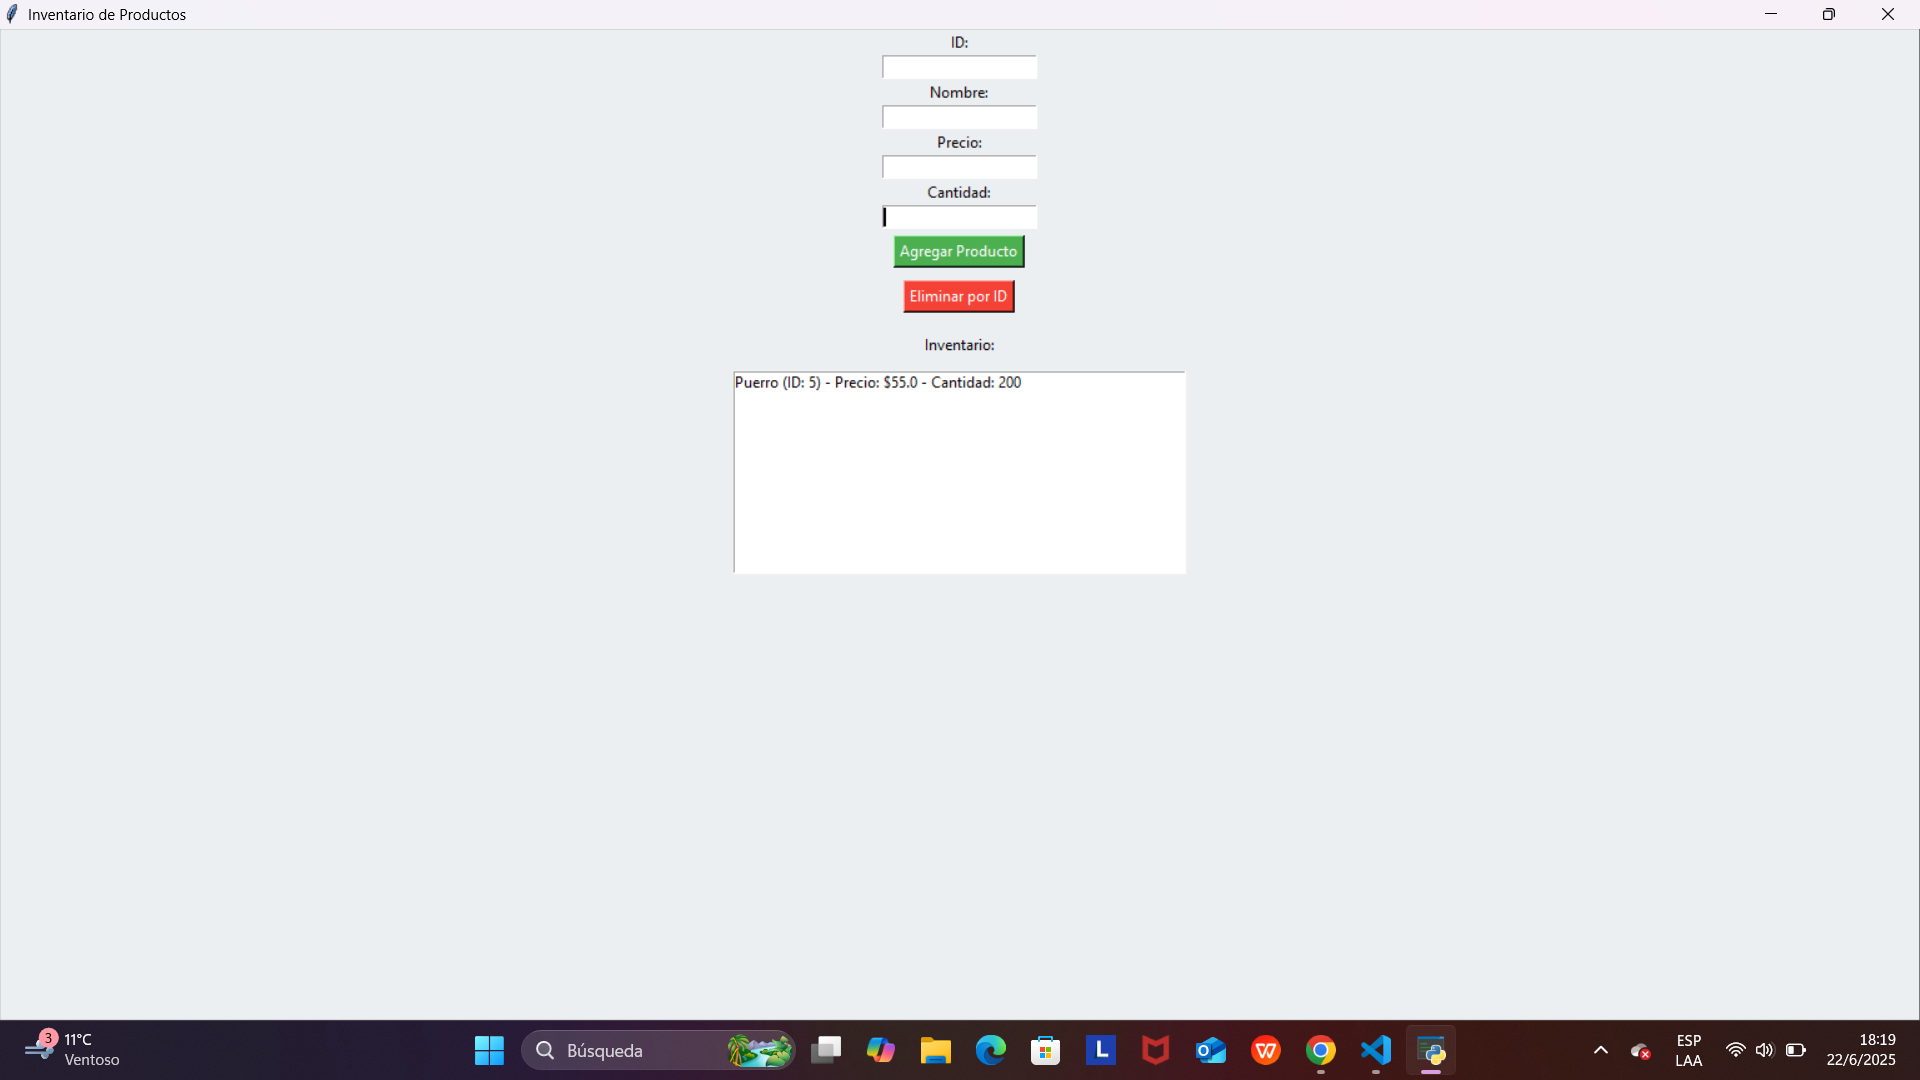 Inventario de Productos
ID:
Nombre:
Precio:
Cantidad:
Agregar Producto
Eliminar por ID
Inventario:
Puerro (ID: 5) - Precio: $55.0 - Cantidad: 200
3
11°C
Ventoso
Búsqueda
L
W
ESP
LAA
18:19
22/6/2025